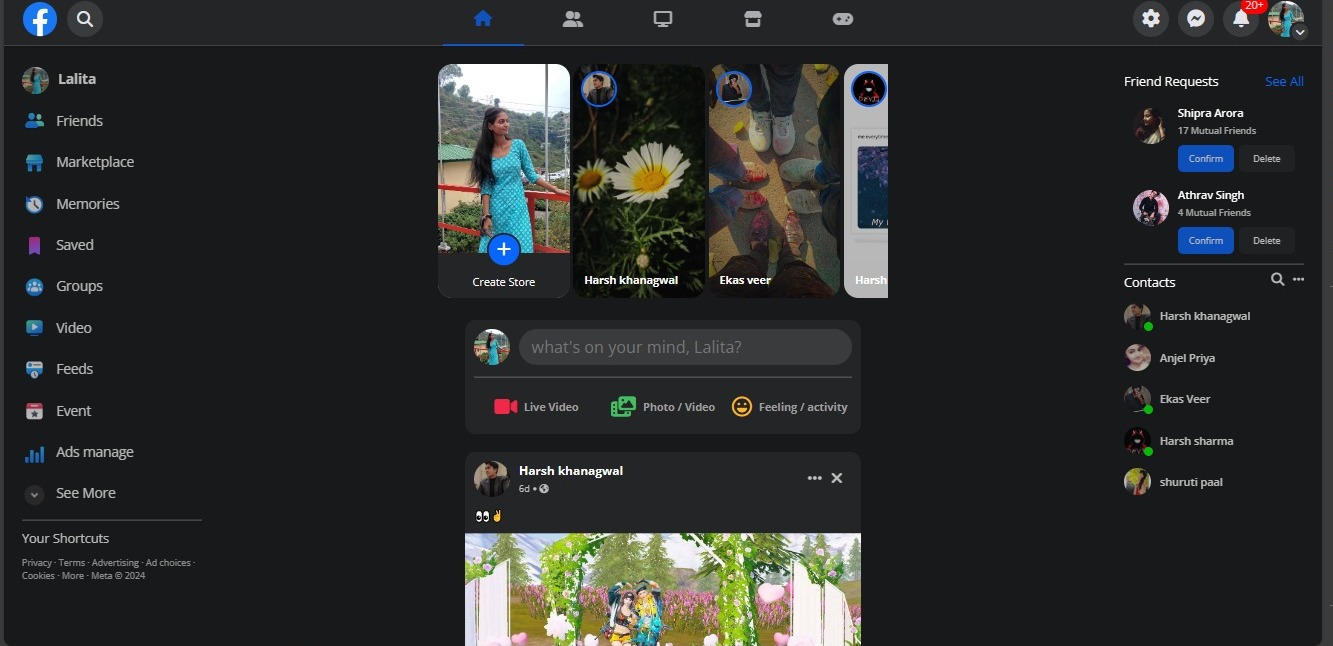 20+
Lalita
Friends
Marketplace
Memories
Saved
Groups
Video
Feeds
Event
Ads manage
See More
Your Shortcuts
Privacy · Terms · Advertising · Ad choices ·
Cookies · More · Meta © 2024
Create Store
Harsh khanagwal
Ekas veer
Harsh
me everytime
My
what's on your mind, Lalita?
Live Video
Photo / Video
Feeling / activity
Harsh khanagwal
6d •
Friend Requests
See All
Shipra Arora
17 Mutual Friends
Confirm
Delete
Athrav Singh
4 Mutual Friends
Confirm
Delete
Contacts
Harsh khanagwal
Anjel Priya
Ekas Veer
Harsh sharma
shuruti paal